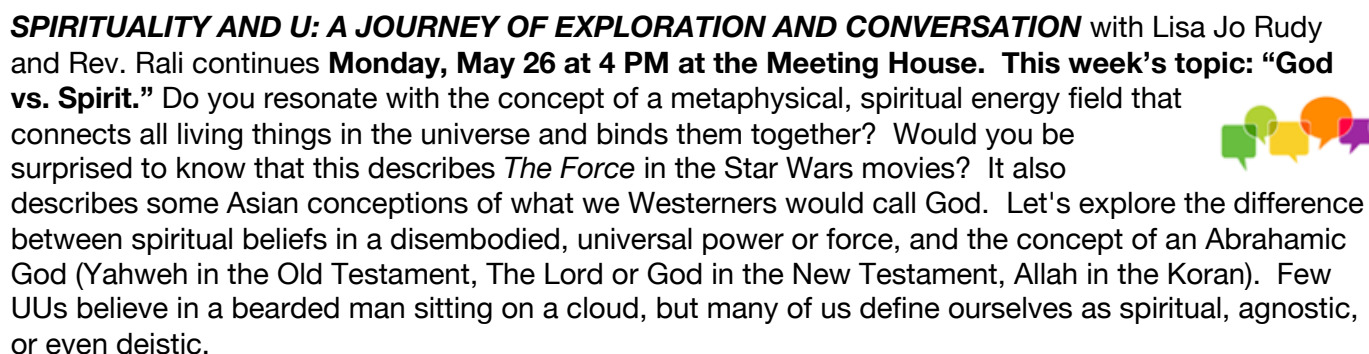 SPIRITUALITY AND U: A JOURNEY OF EXPLORATION AND CONVERSATION with Lisa Jo Rudy
and Rev. Rali continues Monday, May 26 at 4 PM at the Meeting House.  This week’s topic: “God
vs. Spirit.” Do you resonate with the concept of a metaphysical, spiritual energy field that
connects all living things in the universe and binds them together?  Would you be
surprised to know that this describes The Force in the Star Wars movies?  It also
describes some Asian conceptions of what we Westerners would call God.  Let's explore the difference
between spiritual beliefs in a disembodied, universal power or force, and the concept of an Abrahamic
God (Yahweh in the Old Testament, The Lord or God in the New Testament, Allah in the Koran).  Few
UUs believe in a bearded man sitting on a cloud, but many of us define ourselves as spiritual, agnostic,
or even deistic.